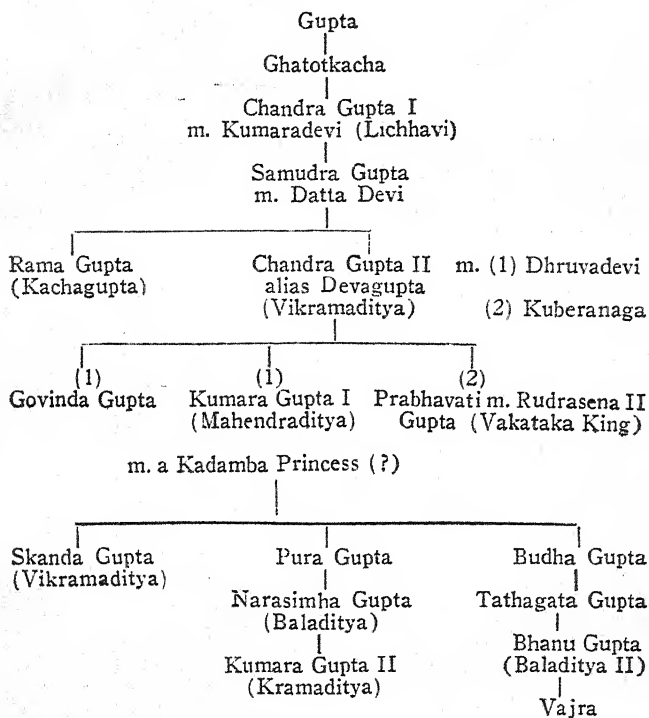 Gupta
Ghatotkacha
Chandra Gupta I
m. Kumaradevi (Lichhavi)
Samudra Gupta
m. Datta Devi
Rama Gupta Chandra Gupta II m. (1) Dhruvadevi
(Kachagupta) alias Devagupta
(Vikramaditya) (2) Kuberanaga
(1) (1) (2)
Govinda Gupta Kumara Gupta I Prabhavati m. Rudrasena II
(Mahendraditya) Gupta (Vakataka King)
m. a Kadamba Princess (?)
Skanda Gupta Pura Gupta Budha Gupta
(Vikramaditya)
Narasimha Gupta Tathagata Gupta
(Baladitya)
Bhanu Gupta
Kumara Gupta II (Baladitya II)
(Kramaditya)
Vajra